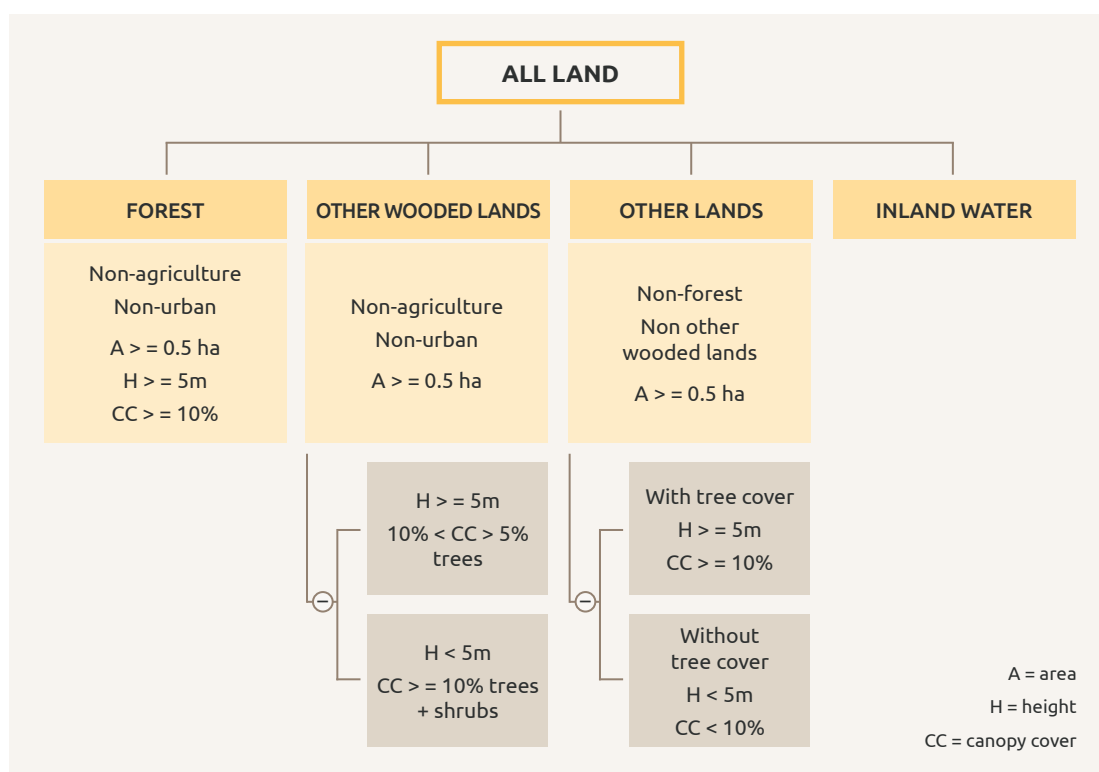 ALL LAND
FOREST
Non-agriculture
Non-urban
A > = 0.5 ha
H > = 5m
CC > = 10%
OTHER WOODED LANDS
Non-agriculture
Non-urban
A > = 0.5 ha
H > = 5m
10% < CC > 5%
trees
H < 5m
CC > = 10% trees
+ shrubs
OTHER LANDS
Non-forest
Non other
wooded lands
A > = 0.5 ha
With tree cover
H > = 5m
CC > = 10%
Without
tree cover
H < 5m
CC < 10%
INLAND WATER
A = area
H = height
CC = canopy cover